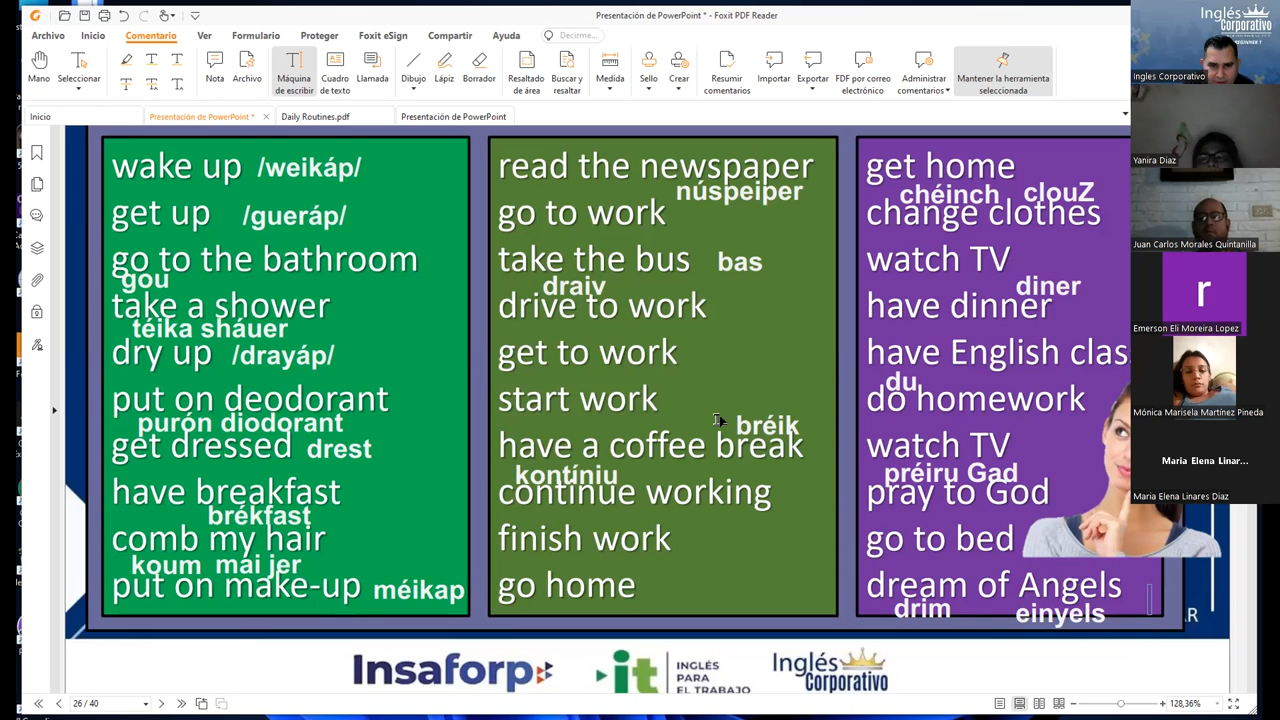 Presentación de PowerPoint * - Foxit PDF Reader
Archivo Inicio Comentario Ver Formulario Proteger Foxit eSign Compartir Ayuda Decirme...
Mano Seleccionar Nota Archivo Máquina de escribir Cuadro de texto Llamada Dibujo Lápiz Borrador Resaltado de área Buscar y resaltar Medida Sello Crear Resumir comentarios Importar Exportar PDF por correo electrónico Administrar comentarios Mantener la herramienta seleccionada
Inicio Presentación de PowerPoint * Daily Routines.pdf Presentación de PowerPoint
wake up /weikáp/
get up /gueráp/
go to the bathroom
gou
take a shower
téika sháuer
dry up /drayáp/
put on deodorant
purón diodorant
get dressed drest
have breakfast
brékfast
comb my hair
koum mái jer
put on make-up méikap
read the newspaper
núspeiper
go to work
take the bus bas
draiv
drive to work
get to work
start work
bréik
have a coffee break
kontíniu
continue working
finish work
go home
get home
chéinch clouZ
change clothes
watch TV
diner
have dinner
have English clas
du
do homework
watch TV
préiru Gad
pray to God
go to bed
dream of Angels
drim einyels
AR
Insaforp
it INGLÉS PARA EL TRABAJO
Inglés Corporativo
26 / 40
128,36%
Inglés
Corporativo
BEGINNER 1
Ingles Corporativo
Yanira Diaz
Juan Carlos Morales Quintanilla
r
Emerson Eli Moreira Lopez
Mónica Marisela Martínez Pineda
Maria Elena Linar...
Maria Elena Linares Diaz